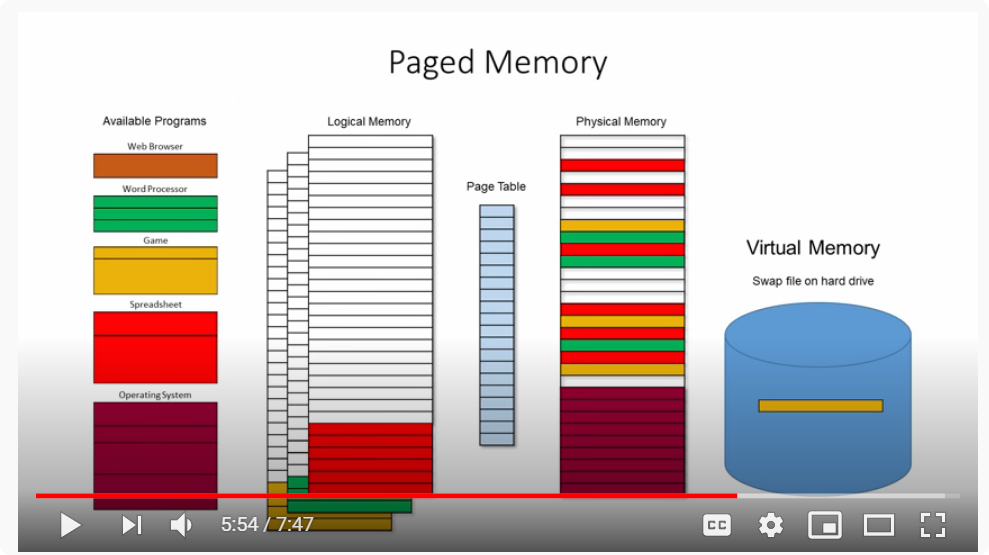 Paged Memory
Available Programs
Logical Memory
Physical Memory
Web Browser
Word Processor
Page Table
Game
Virtual Memory
Swap file on hard drive
Spreadsheet
Operating System
5:54 / 7:47
CC